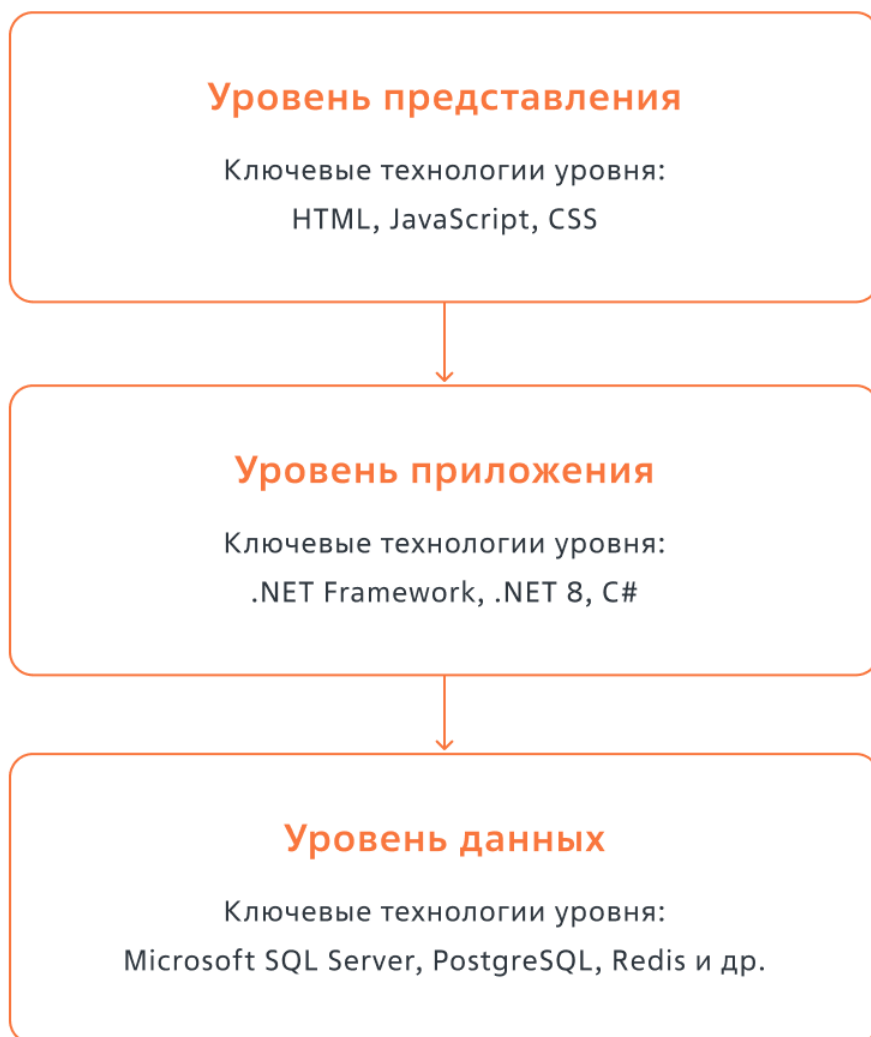 Уровень представления
Ключевые технологии уровня:
HTML, JavaScript, CSS
Уровень приложения
Ключевые технологии уровня:
.NET Framework, .NET 8, C#
Уровень данных
Ключевые технологии уровня:
Microsoft SQL Server, PostgreSQL, Redis и др.